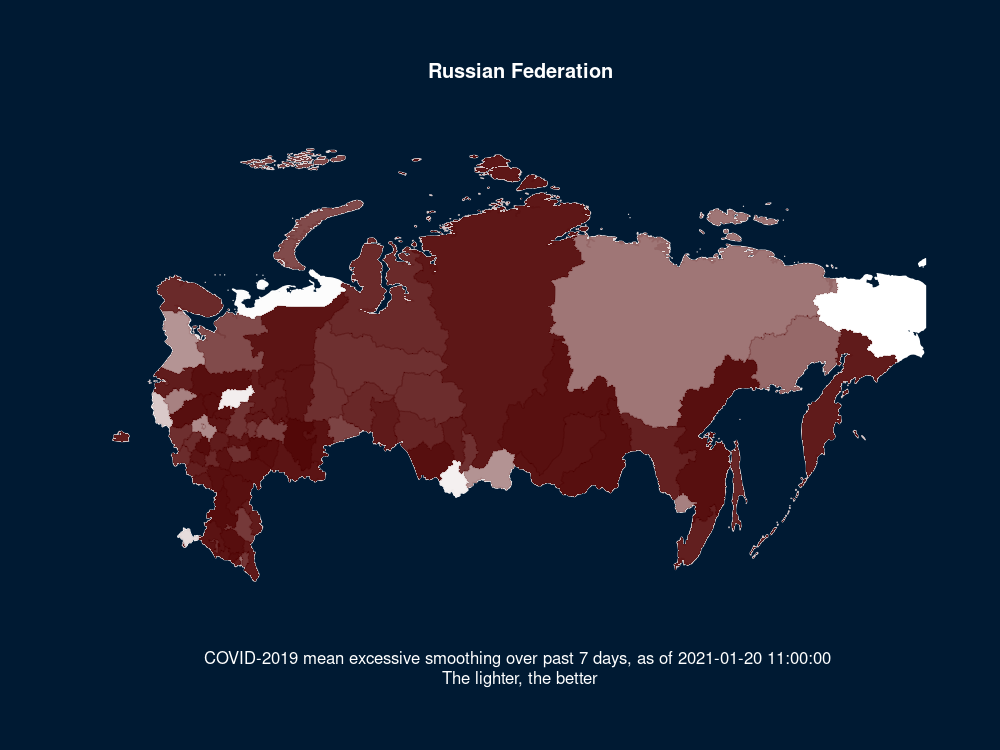 Russian Federation
COVID-2019 mean excessive smoothing over past 7 days, as of 2021-01-20 11:00:00
The lighter, the better